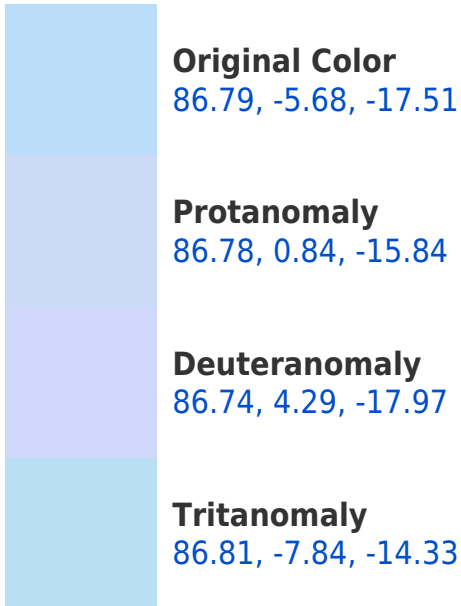 Original Color
86.79, -5.68, -17.51
Protanomaly
86.78, 0.84, -15.84
Deuteranomaly
86.74, 4.29, -17.97
Tritanomaly
86.81, -7.84, -14.33